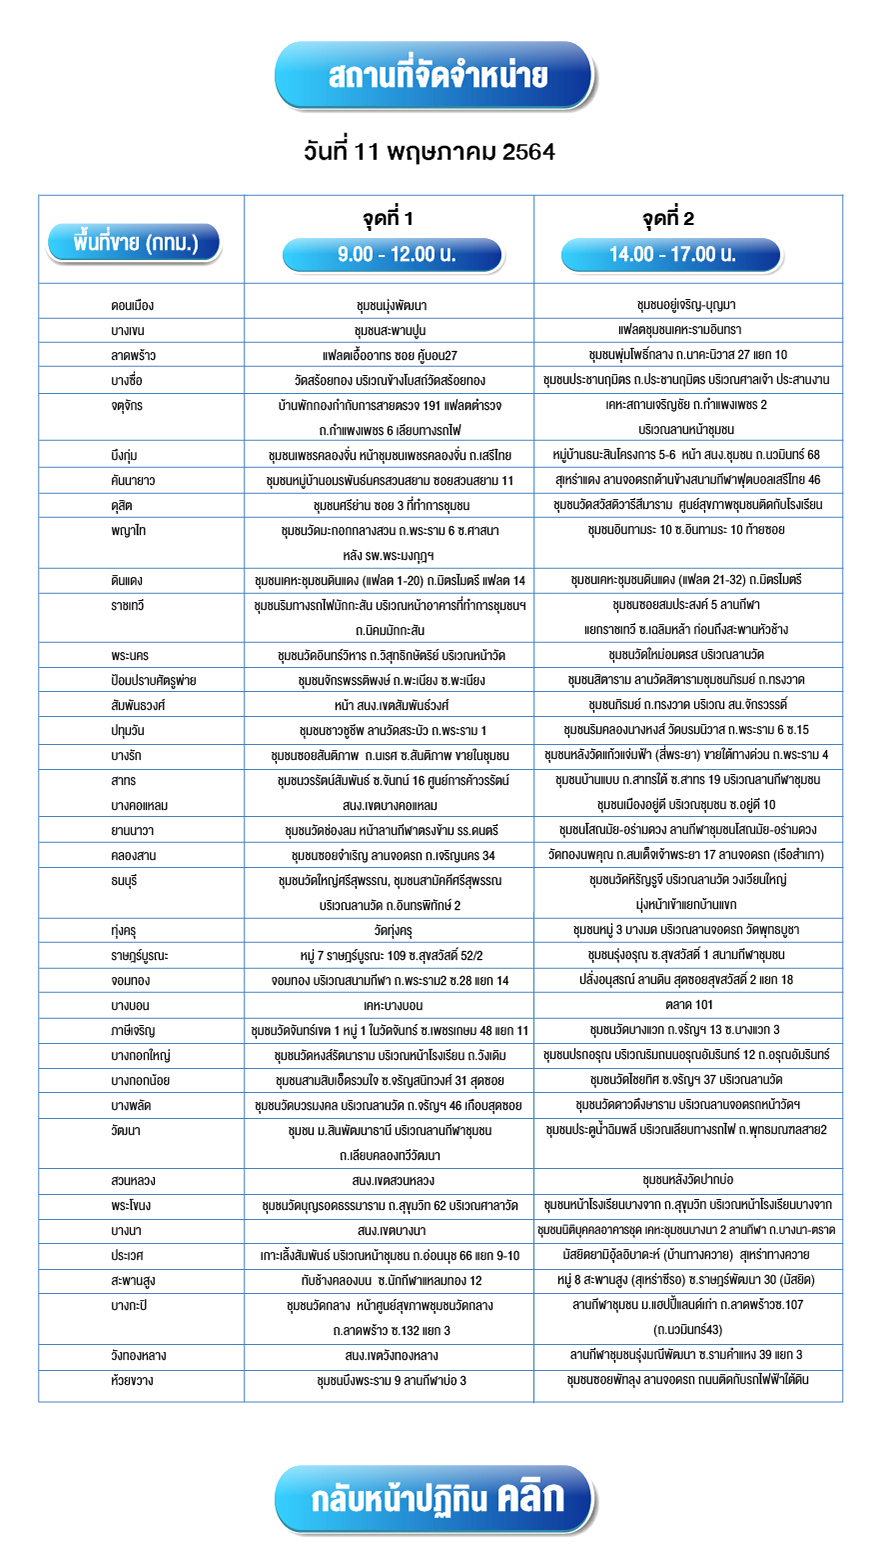 สถานที่จัดจำหน่าย
วันที่ 11 พฤษภาคม 2564
พื้นที่ขาย (กทม.)
จุดที่ 1
9.00 - 12.00 น.
จุดที่ 2
14.00 - 17.00 น.
ดอนเมือง ชุมชนมุ่งพัฒนา ชุมชนอยู่เจริญ-บุญมา
บางเขน ชุมชนสะพานปูน แฟลตชุมชนเคหะรามอินทรา
ลาดพร้าว แฟลตเอื้ออาทร ซอย คู้บอน27 ชุมชนพุ่มโพธิ์กลาง ถ.นาคะนิวาส 27 แยก 10
บางซื่อ วัดสร้อยทอง บริเวณข้างโบสถ์วัดสร้อยทอง ชุมชนประชานฤมิตร ถ.ประชานฤมิตร บริเวณศาลเจ้า ประสานงาน
จตุจักร บ้านพักกองกำกับการสายตรวจ 191 แฟลตตำรวจ เคหะสถานเจริญชัย ถ.กำแพงเพชร 2
ถ.กำแพงเพชร 6 เลียบทางรถไฟ บริเวณลานหน้าชุมชน
บึงกุ่ม ชุมชนเพชรคลองจั่น หน้าชุมชนเพชรคลองจั่น ถ.เสรีไทย หมู่บ้านธนะสินโครงการ 5-6 หน้า สนง.ชุมชน ถ.นวมินทร์ 68
คันนายาว ชุมชนหมู่บ้านอมรพันธ์นครสวนสยาม ซอยสวนสยาม 11 สุเหร่าแดง ลานจอดรถด้านข้างสนามกีฬาฟุตบอลเสรีไทย 46
ดุสิต ชุมชนศรีย่าน ซอย 3 ที่ทำการชุมชน ชุมชนวัดสวัสดิวารีสีมาราม ศูนย์สุขภาพชุมชนติดกับโรงเรียน
พญาไท ชุมชนวัดมะกอกกลางสวน ถ.พระราม 6 ซ.ศาสนา ชุมชนอินทามระ 10 ซ.อินทามระ 10 ท้ายซอย
หลัง รพ.พระมงกุฎฯ
ดินแดง ชุมชนเคหะชุมชนดินแดง (แฟลต 1-20) ถ.มิตรไมตรี แฟลต 14 ชุมชนเคหะชุมชนดินแดง (แฟลต 21-32) ถ.มิตรไมตรี
ราชเทวี ชุมชนริมทางรถไฟมักกะสัน บริเวณหน้าอาคารที่ทำการชุมชนฯ ชุมชนซอยสมประสงค์ 5 ลานกีฬา
ถ.นิคมมักกะสัน แยกราชเทวี ซ.เฉลิมหล้า ก่อนถึงสะพานหัวช้าง
พระนคร ชุมชนวัดอินทร์วิหาร ถ.วิสุทธิกษัตริย์ บริเวณหน้าวัด ชุมชนวัดใหม่อมตรส บริเวณลานวัด
ป้อมปราบศัตรูพ่าย ชุมชนจักรพรรดิพงษ์ ถ.พะเนียง ซ.พะเนียง ชุมชนสิตาราม ลานวัดสิตารามชุมชนภิรมย์ ถ.ทรงวาด
สัมพันธวงศ์ หน้า สนง.เขตสัมพันธ์วงศ์ ชุมชนภิรมย์ ถ.ทรงวาด บริเวณ สน.จักรวรรดิ์
ปทุมวัน ชุมชนชาวชูชีพ ลานวัดสระบัว ถ.พระราม 1 ชุมชนริมคลองนางหงส์ วัดบรมนิวาส ถ.พระราม 6 ซ.15
บางรัก ชุมชนซอยสันติภาพ ถ.นเรศ ซ.สันติภาพ ขายในชุมชน ชุมชนหลังวัดแก้วแจ่มฟ้า (สี่พระยา) ขายใต้ทางด่วน ถ.พระราม 4
สาทร ชุมชนวรรัตน์สัมพันธ์ ซ.จันทน์ 16 ศูนย์การค้าวรรัตน์ ชุมชนบ้านแบบ ถ.สาทรใต้ ซ.สาทร 19 บริเวณลานกีฬาชุมชน
บางคอแหลม สนง.เขตบางคอแหลม ชุมชนเมืองอยู่ดี บริเวณชุมชน ซ.อยู่ดี 10
ยานนาวา ชุมชนวัดช่องลม หน้าลานกีฬาตรงข้าม รร.ดนตรี ชุมชนโสณมัย-อร่ามดวง ลานกีฬาชุมชนโสณมัย-อร่ามดวง
คลองสาน ชุมชนซอยจำเริญ ลานจอดรถ ถ.เจริญนคร 34 วัดทองนพคุณ ถ.สมเด็จเจ้าพระยา 17 ลานจอดรถ (เรือสำเภา)
ธนบุรี ชุมชนวัดใหญ่ศรีสุพรรณ, ชุมชนสามัคคีศรีสุพรรณ ชุมชนวัดหิรัญรูจี บริเวณลานวัด วงเวียนใหญ่
บริเวณลานวัด ถ.อินทรพิทักษ์ 2 มุ่งหน้าเข้าแยกบ้านแขก
ทุ่งครุ วัดทุ่งครุ ชุมชนหมู่ 3 บางมด บริเวณลานจอดรถ วัดพุทธบูชา
ราษฎร์บูรณะ หมู่ 7 ราษฎร์บูรณะ 109 ซ.สุขสวัสดิ์ 52/2 ชุมชนรุ่งอรุณ ซ.สุขสวัสดิ์ 1 สนามกีฬาชุมชน
จอมทอง จอมทอง บริเวณสนามกีฬา ถ.พระราม2 ซ.28 แยก 14 ปลั่งอนุสรณ์ ลานดิน สุดซอยสุขสวัสดิ์ 2 แยก 18
บางบอน เคหะบางบอน ตลาด 101
ภาษีเจริญ ชุมชนวัดจันทร์เขต 1 หมู่ 1 ในวัดจันทร์ ซ.เพชรเกษม 48 แยก 11 ชุมชนวัดบางแวก ถ.จรัญฯ 13 ซ.บางแวก 3
บางกอกใหญ่ ชุมชนวัดหงส์รัตนาราม บริเวณหน้าโรงเรียน ถ.วังเดิม ชุมชนปรกอรุณ บริเวณริมถนนอรุณอัมรินทร์ 12 ถ.อรุณอัมรินทร์
บางกอกน้อย ชุมชนสามสิบเอ็ดรวมใจ ซ.จรัญสนิทวงศ์ 31 สุดซอย ชุมชนวัดไชยทิศ ซ.จรัญฯ 37 บริเวณลานวัด
บางพลัด ชุมชนวัดบวรมงคล บริเวณลานวัด ถ.จรัญฯ 46 เกือบสุดซอย ชุมชนวัดดาวดึงษาราม บริเวณลานจอดรถหน้าวัดฯ
วัฒนา ชุมชน ม.สินพัฒนาธานี บริเวณลานกีฬาชุมชน ชุมชนประตูน้ำฉิมพลี บริเวณเลียบทางรถไฟ ถ.พุทธมณฑลสาย2
ถ.เลียบคลองทวีวัฒนา
สวนหลวง สนง.เขตสวนหลวง ชุมชนหลังวัดปากบ่อ
พระโขนง ชุมชนวัดบุญรอดธรรมาราม ถ.สุขุมวิท 62 บริเวณศาลาวัด ชุมชนหน้าโรงเรียนบางจาก ถ.สุขุมวิท บริเวณหน้าโรงเรียนบางจาก
บางนา สนง.เขตบางนา ชุมชนนิติบุคคลอาคารชุด เคหะชุมชนบางนา 2 ลานกีฬา ถ.บางนา-ตราด
ประเวศ เกาะเลิ้งสัมพันธ์ บริเวณหน้าชุมชน ถ.อ่อนนุช 66 แยก 9-10 มัสยิดยามิอุ้ลอิบาดะห์ (บ้านทางควาย) สุเหร่าทางควาย
สะพานสูง ทับช้างคลองบน ซ.นักกีฬาแหลมทอง 12 หมู่ 8 สะพานสูง (สุเหร่าซีรอ) ซ.ราษฎร์พัฒนา 30 (มัสยิด)
บางกะปิ ชุมชนวัดกลาง หน้าศูนย์สุขภาพชุมชนวัดกลาง ลานกีฬาชุมชน ม.แฮปปี้แลนด์เก่า ถ.ลาดพร้าวซ.107
ถ.ลาดพร้าว ซ.132 แยก 3 (ถ.นวมินทร์43)
วังทองหลาง สนง.เขตวังทองหลาง ลานกีฬาชุมชนรุ่งมณีพัฒนา ซ.รามคำแหง 39 แยก 3
ห้วยขวาง ชุมชนบึงพระราม 9 ลานกีฬาบ่อ 3 ชุมชนซอยพัทลุง ลานจอดรถ ถนนติดกับรถไฟฟ้าใต้ดิน
กลับหน้าปฏิทิน คลิก